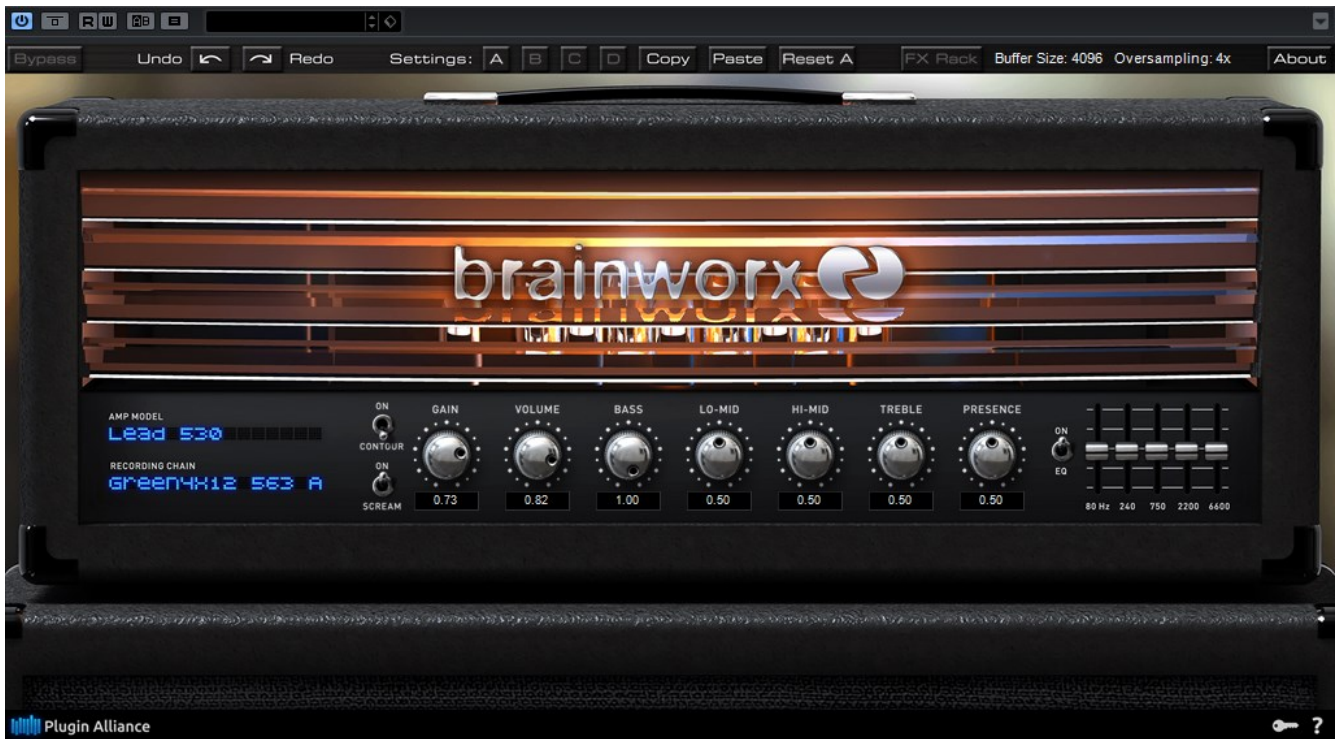 R W AB
Bypass Undo Redo Settings: A B C D Copy Paste Reset A FX Rack Buffer Size: 4096 Oversampling: 4x About
brainworx
AMP MODEL
Lead 530
RECORDING CHAIN
Green4X12 563 A
ON
CONTOUR
ON
SCREAM
GAIN VOLUME BASS LO-MID HI-MID TREBLE PRESENCE
0.73 0.82 1.00 0.50 0.50 0.50 0.50
ON
EQ
80 Hz 240 750 2200 6600
Plugin Alliance ?